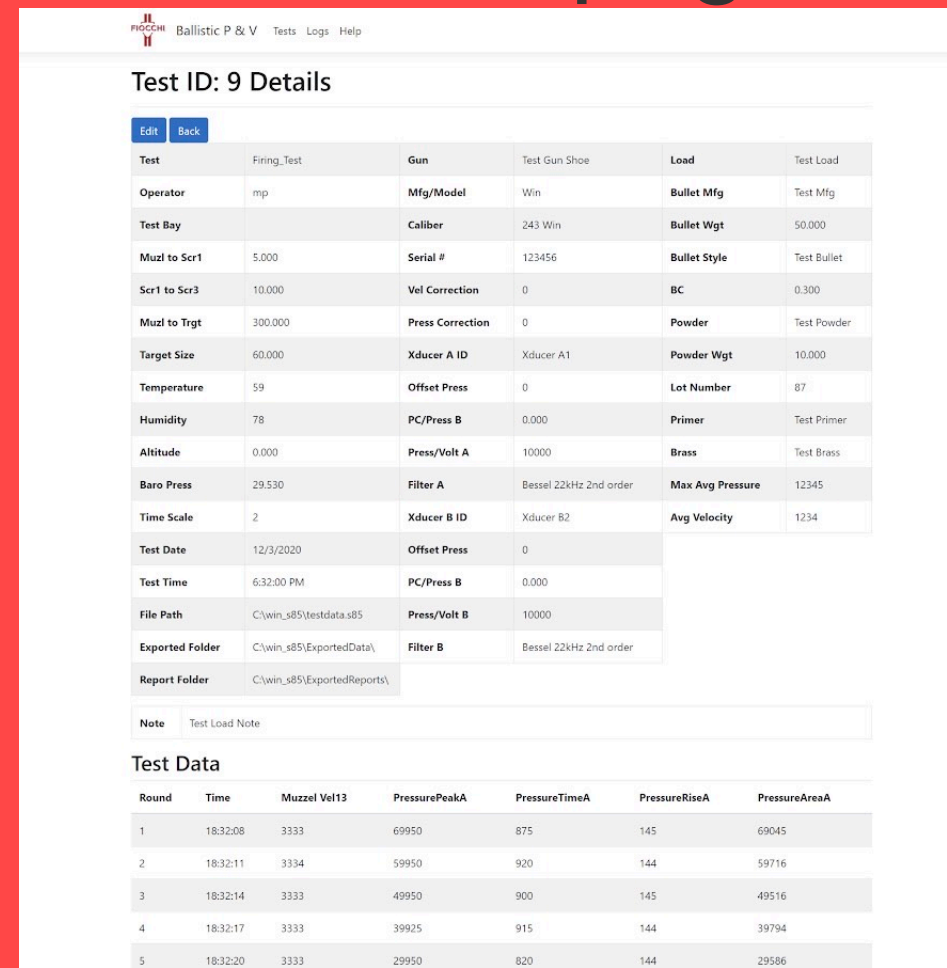 FIOCCHI Ballistic P & V Tests Logs Help
Test ID: 9 Details
Edit Back
Test Firing_Test Gun Test Gun Shoe Load Test Load
Operator mp Mfg/Model Win Bullet Mfg Test Mfg
Test Bay Caliber 243 Win Bullet Wgt 50.000
Muzl to Scr1 5.000 Serial # 123456 Bullet Style Test Bullet
Scr1 to Scr3 10.000 Vel Correction 0 BC 0.300
Muzl to Trgt 300.000 Press Correction 0 Powder Test Powder
Target Size 60.000 Xducer A ID Xducer A1 Powder Wgt 10.000
Temperature 59 Offset Press 0 Lot Number 87
Humidity 78 PC/Press B 0.000 Primer Test Primer
Altitude 0.000 Press/Volt A 10000 Brass Test Brass
Baro Press 29.530 Filter A Bessel 22kHz 2nd order Max Avg Pressure 12345
Time Scale 2 Xducer B ID Xducer B2 Avg Velocity 1234
Test Date 12/3/2020 Offset Press 0
Test Time 6:32:00 PM PC/Press B 0.000
File Path C:\win_s85\testdata.s85 Press/Volt B 10000
Exported Folder C:\win_s85\ExportedData\ Filter B Bessel 22kHz 2nd order
Report Folder C:\win_s85\ExportedReports\
Note Test Load Note
Test Data
Round Time Muzzel Vel13 PressurePeakA PressureTimeA PressureRiseA PressureAreaA
1 18:32:08 3333 69950 875 145 69045
2 18:32:11 3334 59950 920 144 59716
3 18:32:14 3333 49950 900 145 49516
4 18:32:17 3333 39925 915 144 39794
5 18:32:20 3333 29950 820 144 29586